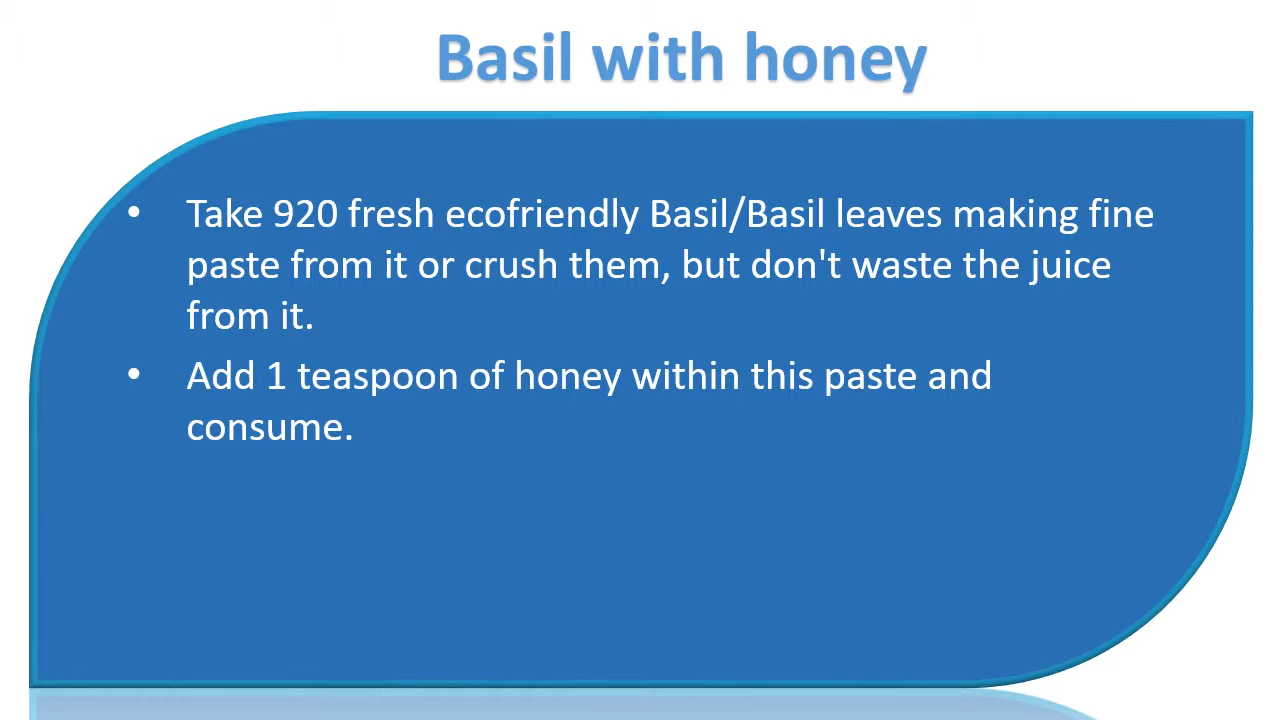 Basil with honey
• Take 920 fresh ecofriendly Basil/Basil leaves making fine
paste from it or crush them, but don't waste the juice
from it.
• Add 1 teaspoon of honey within this paste and
consume.